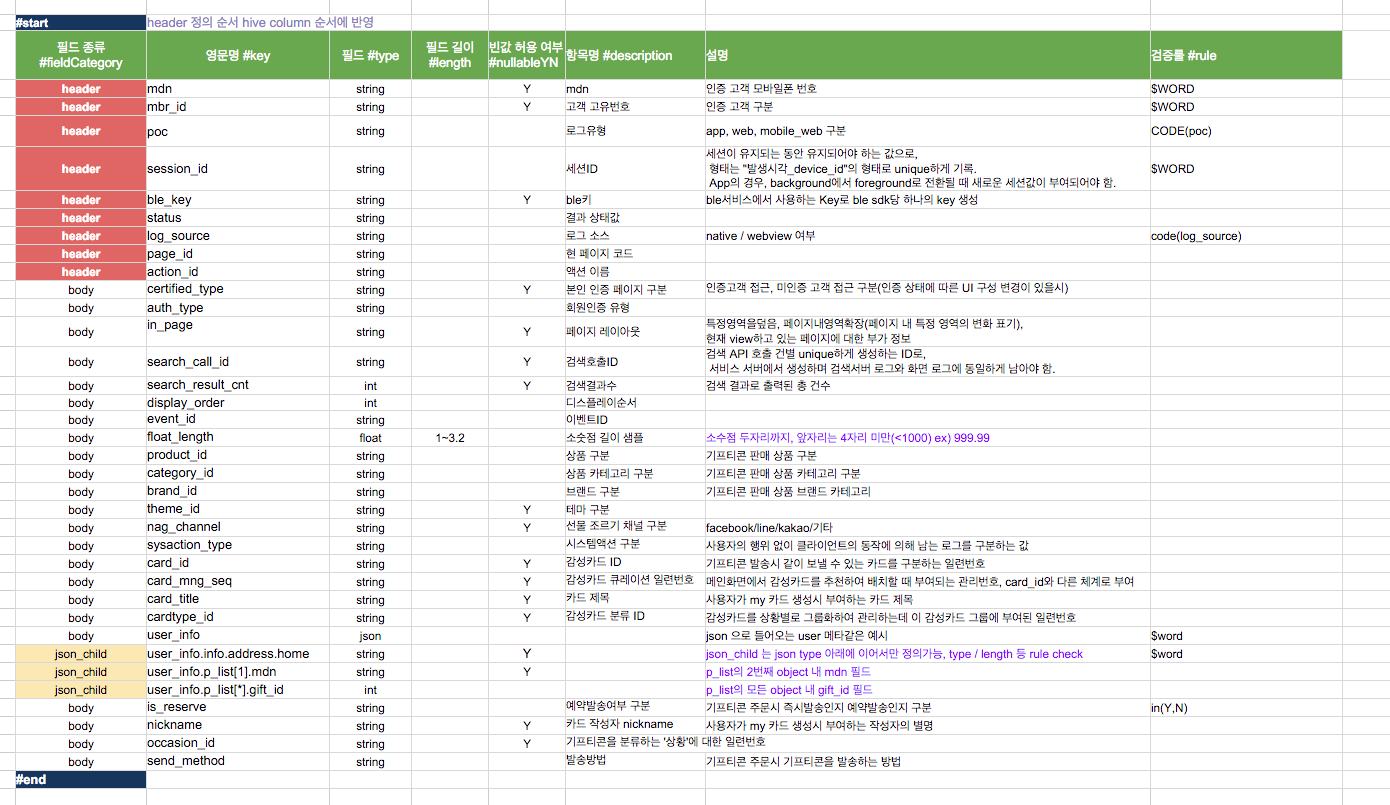 #start header 정의 순서 hive column 순서에 반영
필드 종류 #fieldCategory 영문명 #key 필드 #type 필드 길이 #length 빈값 허용 여부 #nullableYN 항목명 #description 설명 검증룰 #rule
header mdn string Y mdn 인증 고객 모바일폰 번호 $WORD
header mbr_id string Y 고객 고유번호 인증 고객 구분 $WORD
header poc string 로그유형 app, web, mobile_web 구분 CODE(poc)
header session_id string 세션ID 세션이 유지되는 동안 유지되어야 하는 값으로,
형태는 "발생시각_device_id"의 형태로 unique하게 기록.
App의 경우, background에서 foreground로 전환될 때 새로운 세션값이 부여되어야 함. $WORD
header ble_key string Y ble키 ble서비스에서 사용하는 Key로 ble sdk당 하나의 key 생성
header status string 결과 상태값
header log_source string 로그 소스 native / webview 여부 code(log_source)
header page_id string 현 페이지 코드
header action_id string 액션 이름
body certified_type string Y 본인 인증 페이지 구분 인증고객 접근, 미인증 고객 접근 구분(인증 상태에 따른 UI 구성 변경이 있을시)
body auth_type string 회원인증 유형
body in_page string Y 페이지 레이아웃 특정영역을덮음, 페이지내영역확장(페이지 내 특정 영역의 변화 표기),
현재 view하고 있는 페이지에 대한 부가 정보
body search_call_id string Y 검색호출ID 검색 API 호출 건별 unique하게 생성하는 ID로,
서비스 서버에서 생성하며 검색서버 로그와 화면 로그에 동일하게 남아야 함.
body search_result_cnt int Y 검색결과수 검색 결과로 출력된 총 건수
body display_order int 디스플레이순서
body event_id string 이벤트ID
body float_length float 1~3.2 소숫점 길이 샘플 소수점 두자리까지, 앞자리는 4자리 미만(<1000) ex) 999.99
body product_id string 상품 구분 기프티콘 판매 상품 구분
body category_id string 상품 카테고리 구분 기프티콘 판매 상품 카테고리 구분
body brand_id string 브랜드 구분 기프티콘 판매 상품 브랜드 카테고리
body theme_id string Y 테마 구분
body nag_channel string Y 선물 조르기 채널 구분 facebook/line/kakao/기타
body sysaction_type string 시스템액션 구분 사용자의 행위 없이 클라이언트의 동작에 의해 남는 로그를 구분하는 값
body card_id string Y 감성카드 ID 기프티콘 발송시 같이 보낼 수 있는 카드를 구분하는 일련번호
body card_mng_seq string Y 감성카드 큐레이션 일련번호 메인화면에서 감성카드를 추천하여 배치할 때 부여되는 관리번호, card_id와 다른 체계로 부여
body card_title string Y 카드 제목 사용자가 my 카드 생성시 부여하는 카드 제목
body cardtype_id string Y 감성카드 분류 ID 감성카드를 상황별로 그룹화하여 관리하는데 이 감성카드 그룹에 부여된 일련번호
body user_info json json 으로 들어오는 user 메타같은 예시 $word
json_child user_info.info.address.home string Y json_child 는 json type 아래에 이어서만 정의가능, type / length 등 rule check $word
json_child user_info.p_list[1].mdn string Y p_list의 2번째 object 내 mdn 필드
json_child user_info.p_list[*].gift_id int p_list의 모든 object 내 gift_id 필드
body is_reserve string 예약발송여부 구분 기프티콘 주문시 즉시발송인지 예약발송인지 구분 in(Y,N)
body nickname string Y 카드 작성자 nickname 사용자가 my 카드 생성시 부여하는 작성자의 별명
body occasion_id string Y 기프티콘을 분류하는 '상황'에 대한 일련번호
body send_method string 발송방법 기프티콘 주문시 기프티콘을 발송하는 방법
#end